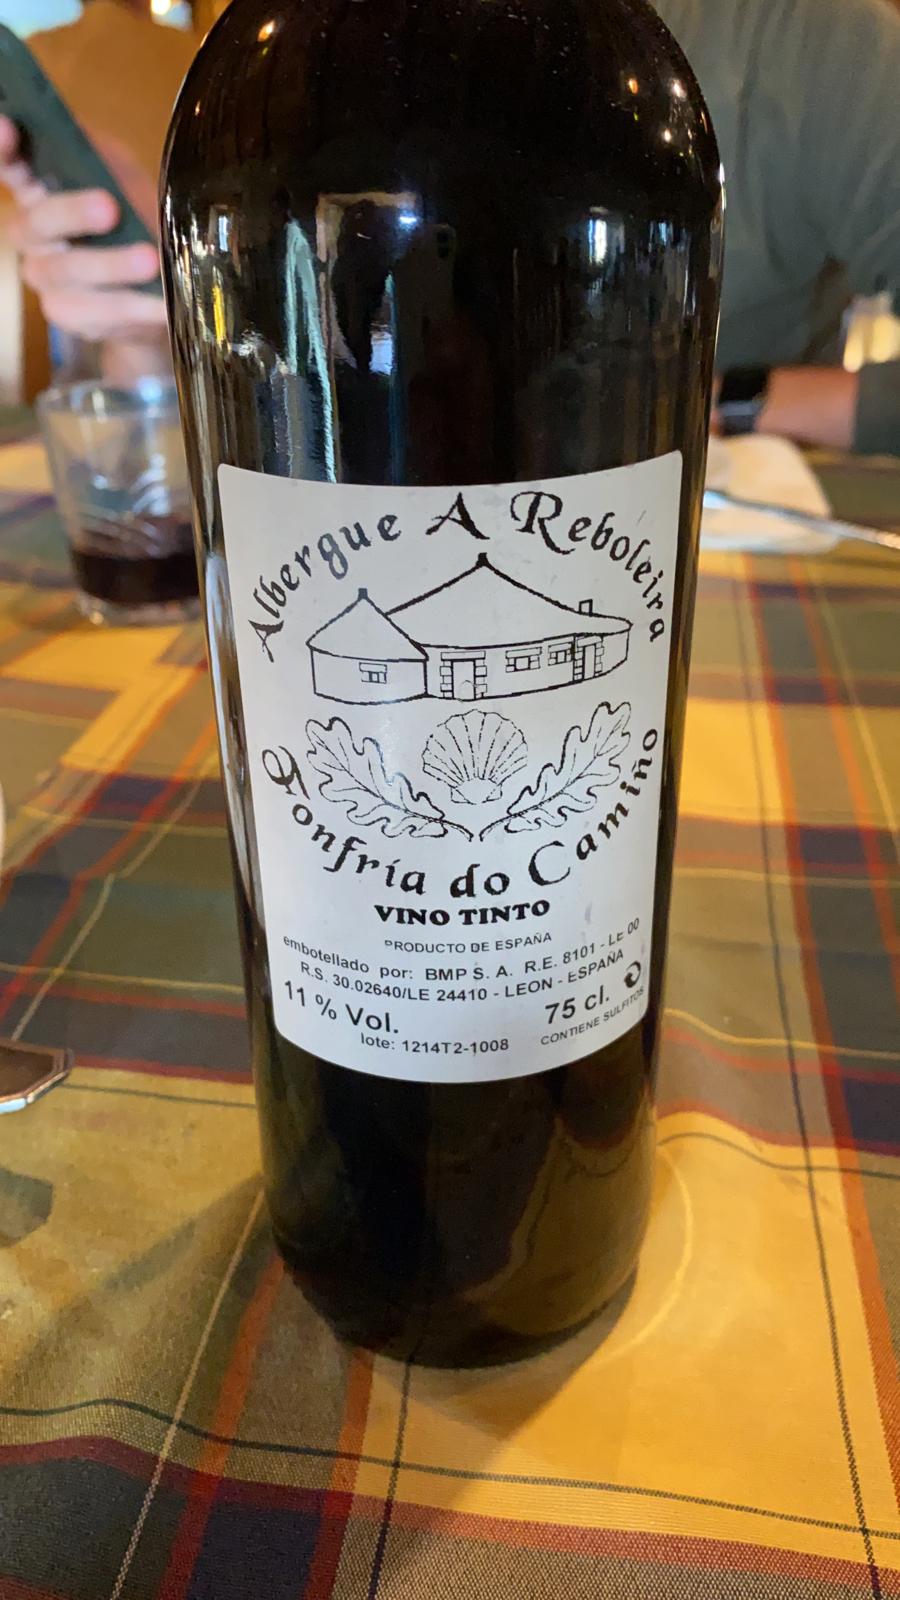 Albergue A Reboleira
Fonfría do Camiño
VINO TINTO
PRODUCTO DE ESPAÑA
embotellado por: BMP S. A. R.E. 8101 - LE 00
R.S. 30.02640/LE 24410 - LEON - ESPAÑA
11 % Vol.
75 cl.
lote: 1214T2-1008
CONTIENE SULFITOS